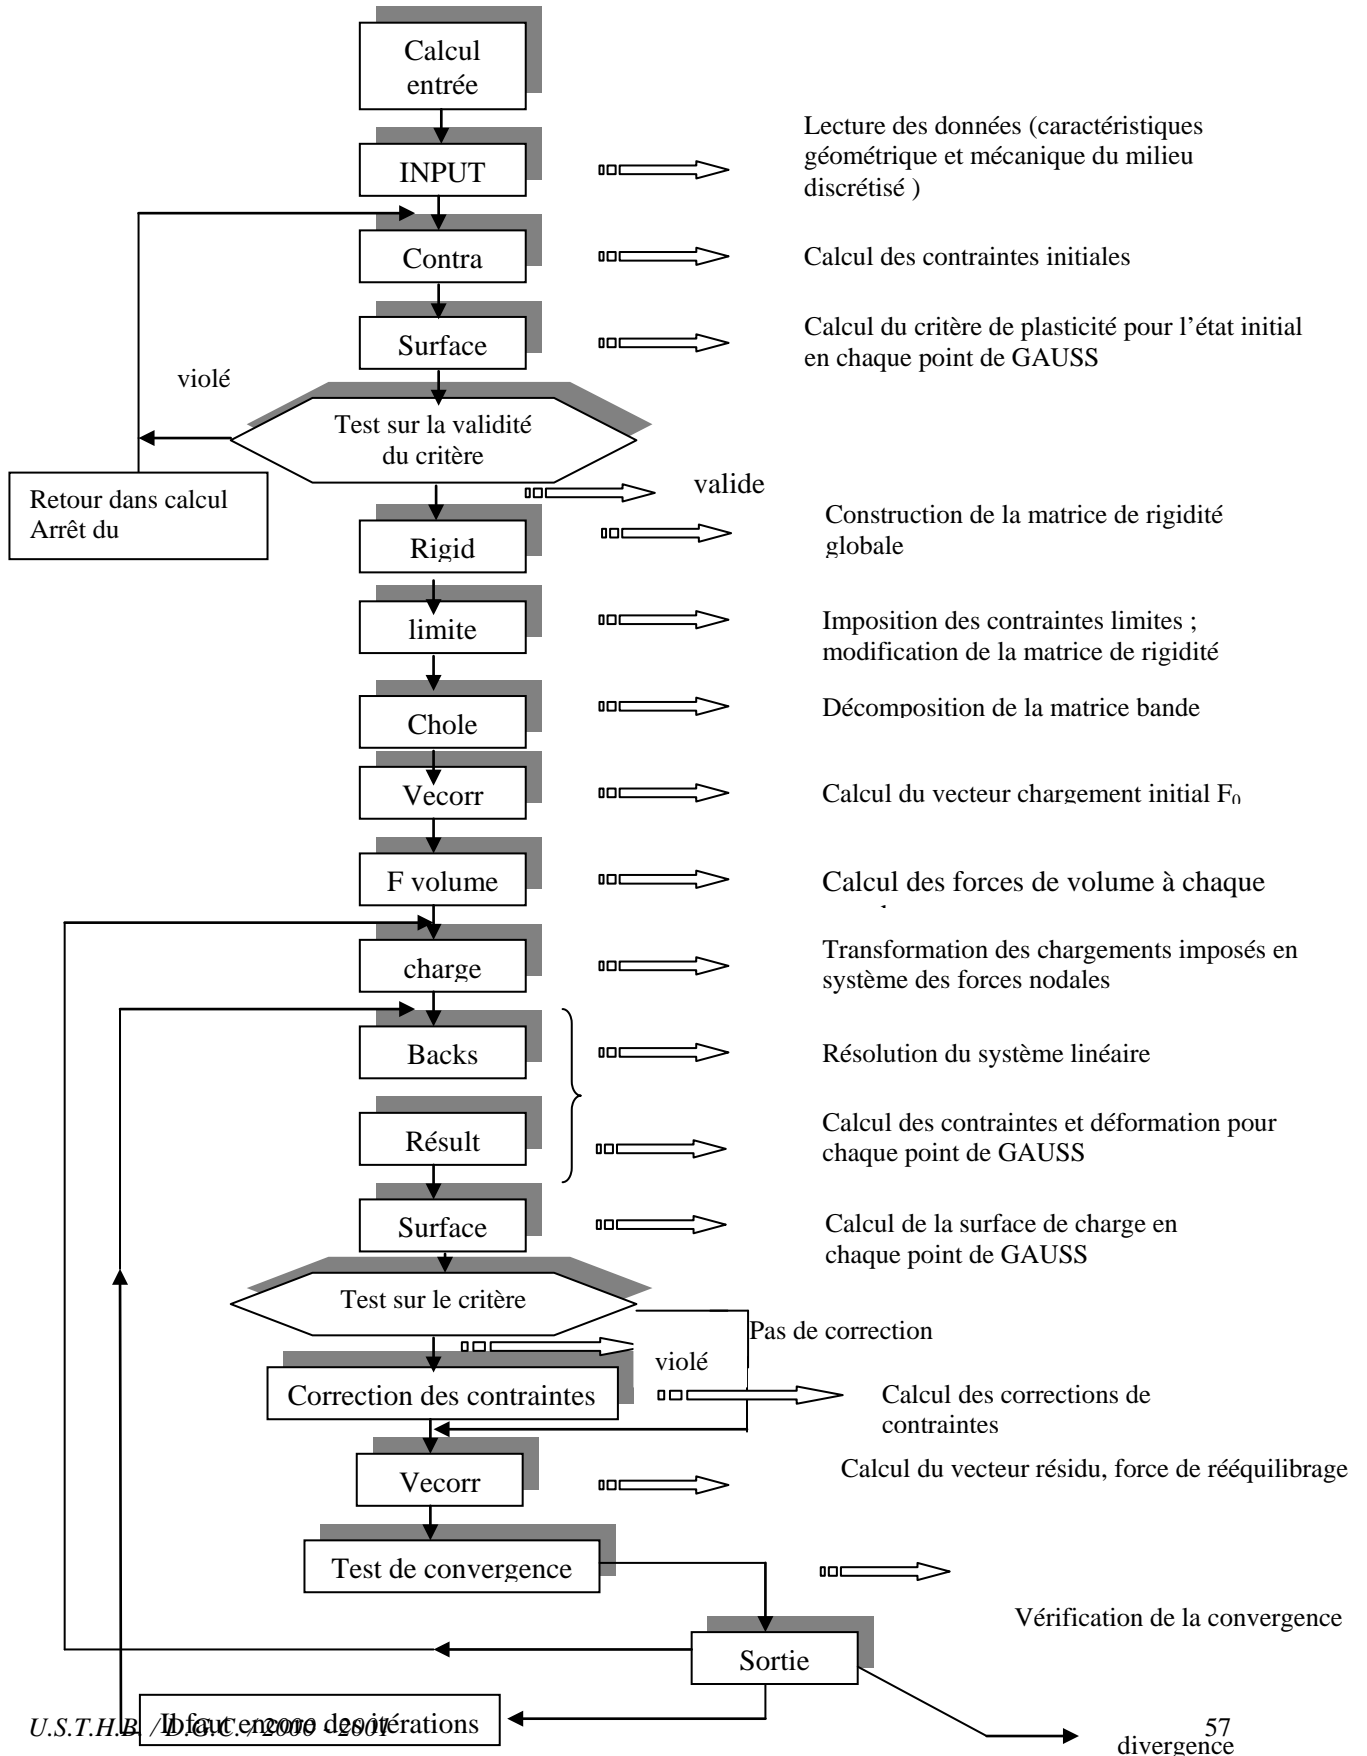 Calcul
entrée
INPUT
Lecture des données (caractéristiques
géométrique et mécanique du milieu
discrétisé )
Contra
Calcul des contraintes initiales
Surface
Calcul du critère de plasticité pour l'état initial
en chaque point de GAUSS
violé
Test sur la validité
du critère
Retour dans calcul
Arrêt du
valide
Rigid
Construction de la matrice de rigidité
globale
limite
Imposition des contraintes limites ;
modification de la matrice de rigidité
Chole
Décomposition de la matrice bande
Vecorr
Calcul du vecteur chargement initial F₀
F volume
Calcul des forces de volume à chaque
charge
Transformation des chargements imposés en
système des forces nodales
Backs
Résolution du système linéaire
Résult
Calcul des contraintes et déformation pour
chaque point de GAUSS
Surface
Calcul de la surface de charge en
chaque point de GAUSS
Test sur le critère
Pas de correction
violé
Correction des contraintes
Calcul des corrections de
contraintes
Vecorr
Calcul du vecteur résidu, force de rééquilibrage
Test de convergence
Vérification de la convergence
Sortie
Il faut encore des itérations
U.S.T.H.B. / D.G.C. / 2000 - 2001
57
divergence